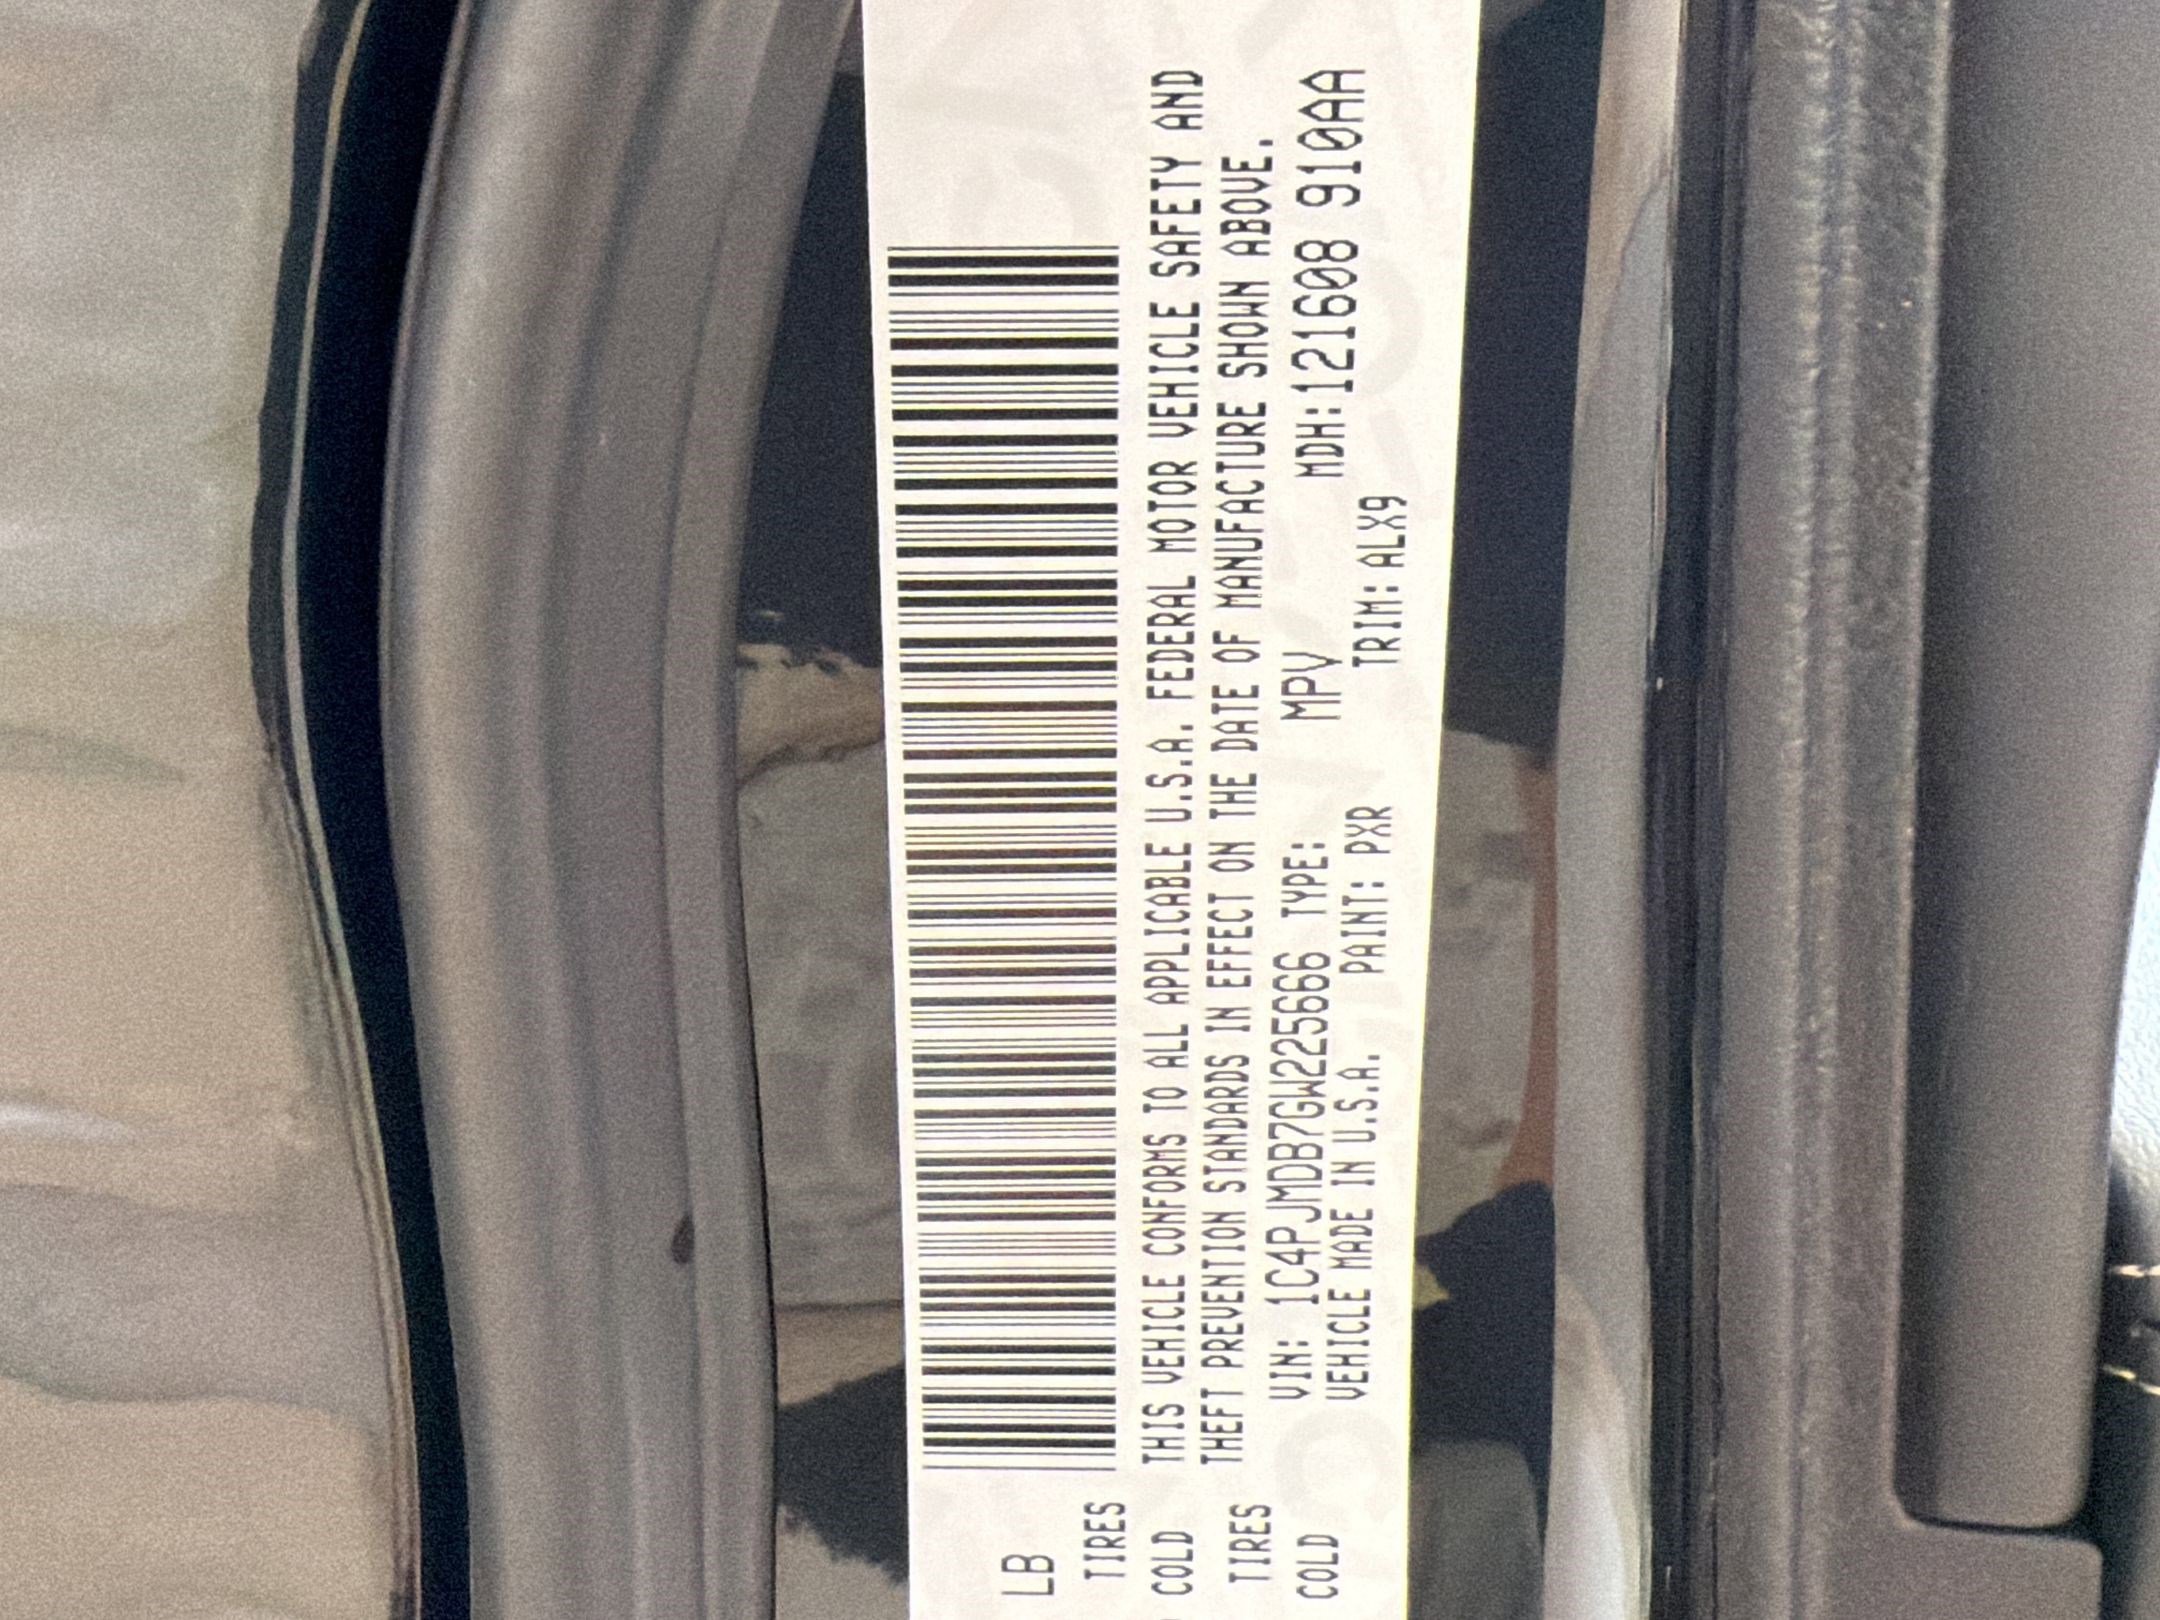 LB
TIRES
COLD
TIRES
COLD
THIS VEHICLE CONFORMS TO ALL APPLICABLE U.S.A. FEDERAL MOTOR VEHICLE SAFETY AND
THEFT PREVENTION STANDARDS IN EFFECT ON THE DATE OF MANUFACTURE SHOWN ABOVE.
VIN: 1C4PJMDB7GW225666 TYPE: MPV MDH:121608 910AA
VEHICLE MADE IN U.S.A. PAINT: PXR TRIM: ALX9